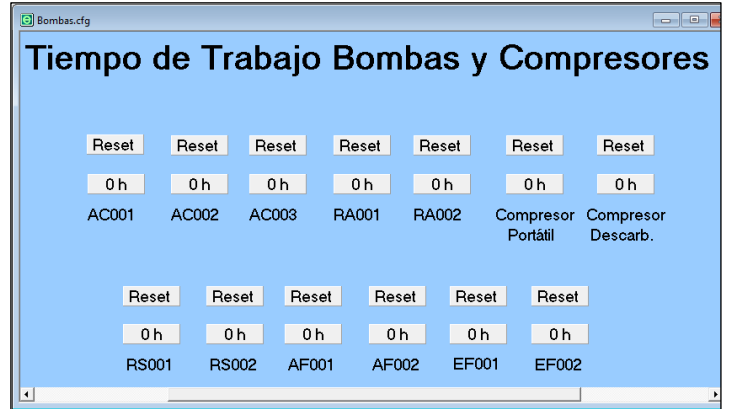 Bombas.cfg
Tiempo de Trabajo Bombas y Compresores
Reset Reset Reset Reset Reset Reset Reset
0 h 0 h 0 h 0 h 0 h 0 h 0 h
AC001 AC002 AC003 RA001 RA002 Compresor Compresor
Portátil Descarb.
Reset Reset Reset Reset Reset Reset
0 h 0 h 0 h 0 h 0 h 0 h
RS001 RS002 AF001 AF002 EF001 EF002